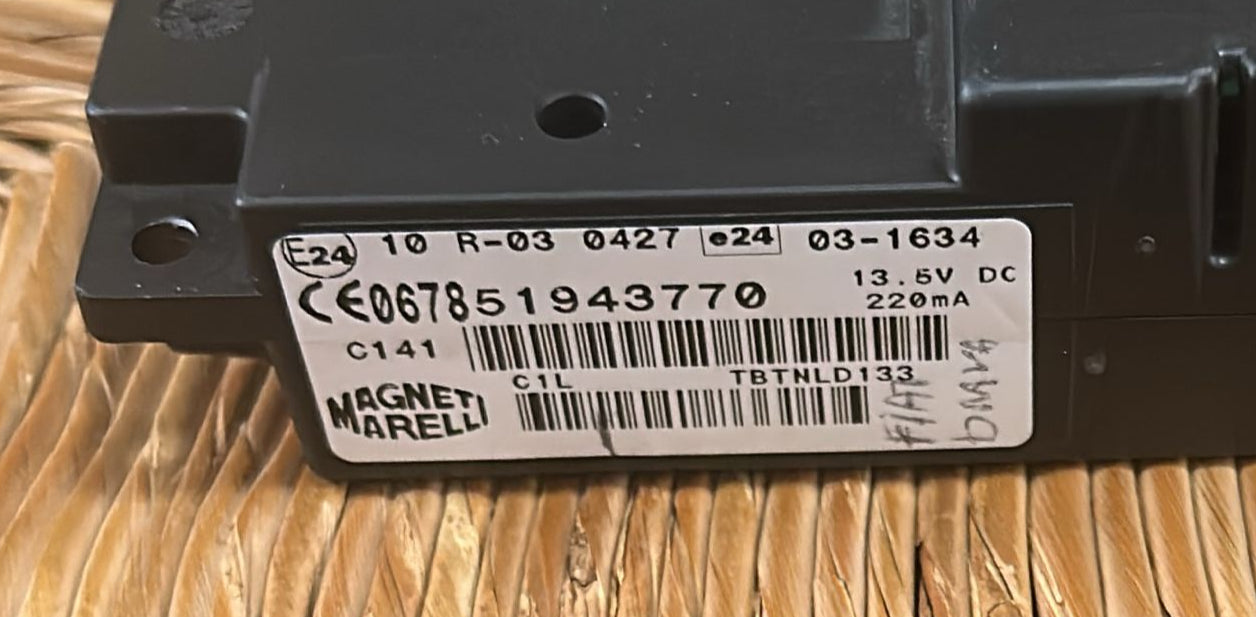 E24 10 R-03 0427 e24 03-1634
CE0678 51943770 13.5V DC
220mA
C141
C1L TBTNLD133
MAGNETI
MARELLI
FIAT
bravo